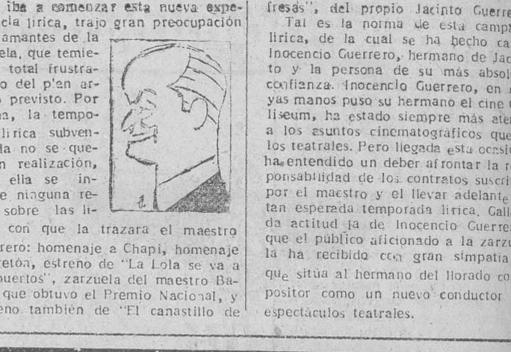 iba a comenzar esta nueva expe-
cia lírica, trajo gran preocupación
amantes de la
ela, que temie-
total frustra-
o del plan ar-
o previsto. Por
na, la tempo-
lírica subven-
da no se que-
n realización,
ella se in-
e ninguna re-
sobre las li-
con que la trazara el maestro
rero: homenaje a Chapí, homenaje
retón, estreno de "La Lola se va a
puertos", zarzuela del maestro Ba-
que obtuvo el Premio Nacional, y
eno también de "El canastillo de
fresas", del propio Jacinto Guerre
Tal es la norma de esta camp
lírica, de la cual se ha hecho ca
Inocencio Guerrero, hermano de Jac
to y la persona de su más absol
confianza. Inocencio Guerrero, en
yas manos puso su hermano el cine
liseum, ha estado siempre más ate
a los asuntos cinematográficos que
los teatrales. Pero llegada esta ocasi
ha entendido un deber afrontar la r
ponsabilidad de los contratos suscri
por el maestro y el llevar adelante
tan esperada temporada lírica. Gall
da actitud la de Inocencio Guerre
que el público aficionado a la zarzu
la ha recibido con gran simpatía
que sitúa al hermano del llorado co
positor como un nuevo conductor
espectáculos teatrales.